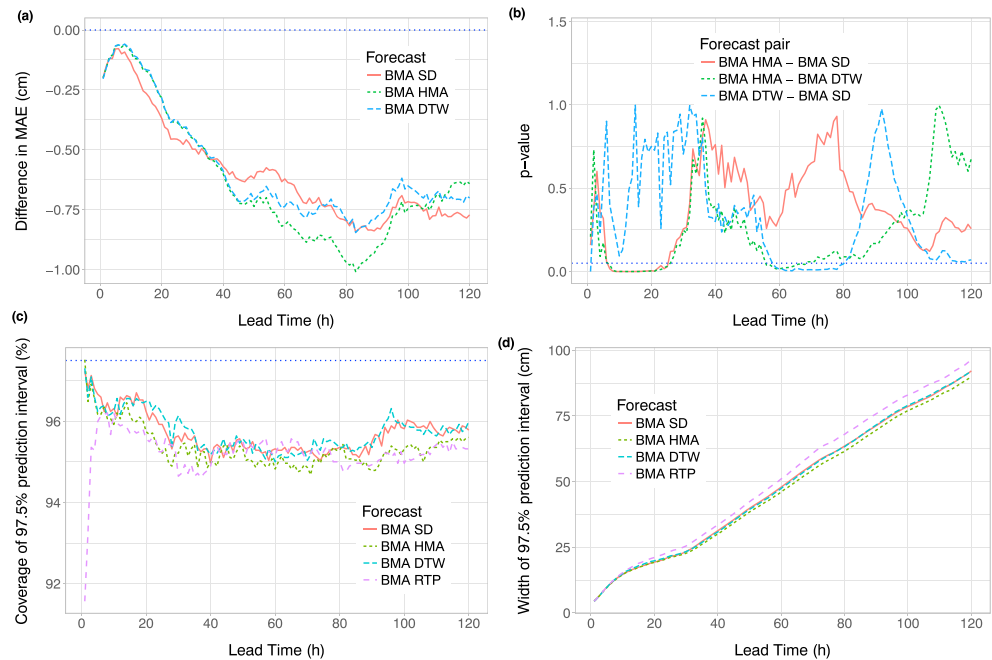 (a)
Difference in MAE (cm)
0.00
−0.25
−0.50
−0.75
−1.00
0 20 40 60 80 100 120
Lead Time (h)
Forecast
BMA SD
BMA HMA
BMA DTW
(b)
p−value
1.5
1.0
0.5
0.0
0 20 40 60 80 100 120
Lead Time (h)
Forecast pair
BMA HMA − BMA SD
BMA HMA − BMA DTW
BMA DTW − BMA SD
(c)
Coverage of 97.5% prediction interval (%)
96
94
92
0 20 40 60 80 100 120
Lead Time (h)
Forecast
BMA SD
BMA HMA
BMA DTW
BMA RTP
(d)
Width of 97.5% prediction interval (cm)
100
75
50
25
0
0 20 40 60 80 100 120
Lead Time (h)
Forecast
BMA SD
BMA HMA
BMA DTW
BMA RTP